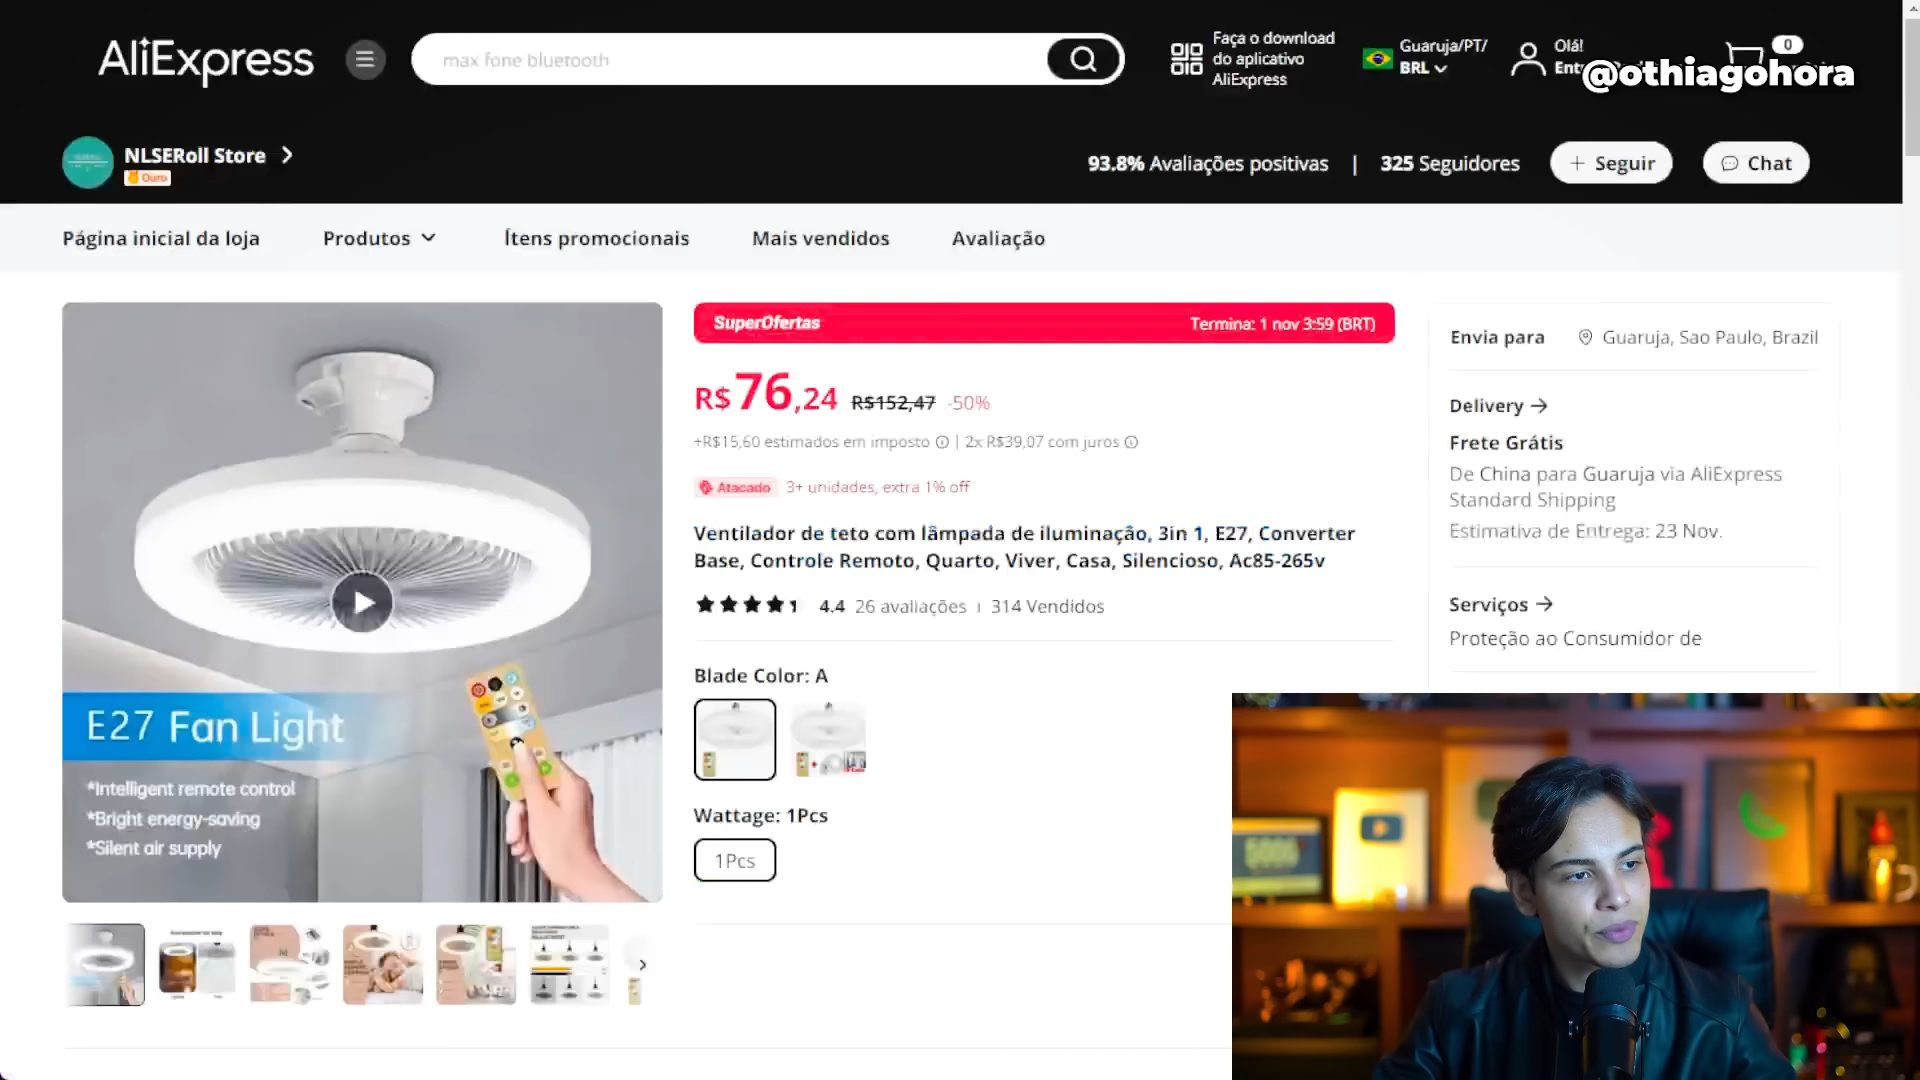 AliExpress
max fone bluetooth
Faça o download
do aplicativo
AliExpress
Guaruja/PT/
BRL
Olá!
0
@othiagohora
NLSERoll Store
Ouro
93.8% Avaliações positivas | 325 Seguidores
+ Seguir
Chat
Página inicial da loja
Produtos
Ítens promocionais
Mais vendidos
Avaliação
E27 Fan Light
*Intelligent remote control
*Bright energy-saving
*Silent air supply
SuperOfertas
Termina: 1 nov 3:59 (BRT)
R$76,24 R$152,47 -50%
+R$15,60 estimados em imposto | 2x R$39,07 com juros
Atacado 3+ unidades, extra 1% off
Ventilador de teto com lâmpada de iluminação, 3in 1, E27, Converter
Base, Controle Remoto, Quarto, Viver, Casa, Silencioso, Ac85-265v
4.4 26 avaliações | 314 Vendidos
Blade Color: A
Wattage: 1Pcs
1Pcs
Envia para Guaruja, Sao Paulo, Brazil
Delivery
Frete Grátis
De China para Guaruja via AliExpress
Standard Shipping
Estimativa de Entrega: 23 Nov.
Serviços
Proteção ao Consumidor de